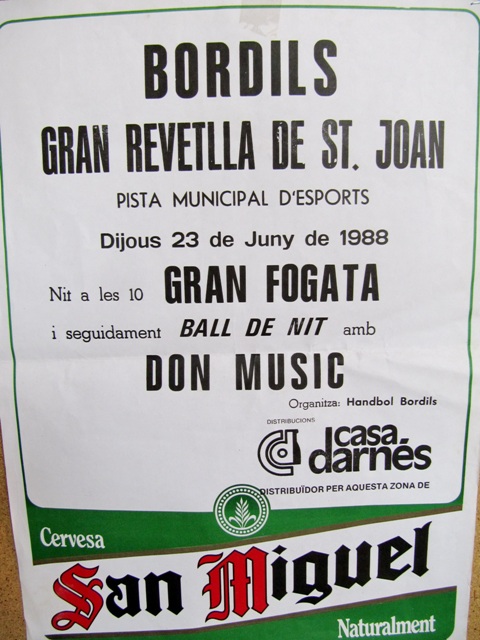 BORDILS
GRAN REVETLLA DE ST. JOAN
PISTA MUNICIPAL D'ESPORTS
Dijous 23 de Juny de 1988
Nit a les 10 GRAN FOGATA
i seguidament BALL DE NIT amb
DON MUSIC
Organitza: Handbol Bordils
DISTRIBUCIONS
cd casa
darnés
DISTRIBUÏDOR PER AQUESTA ZONA DE
Cervesa
San Miguel
Naturalment